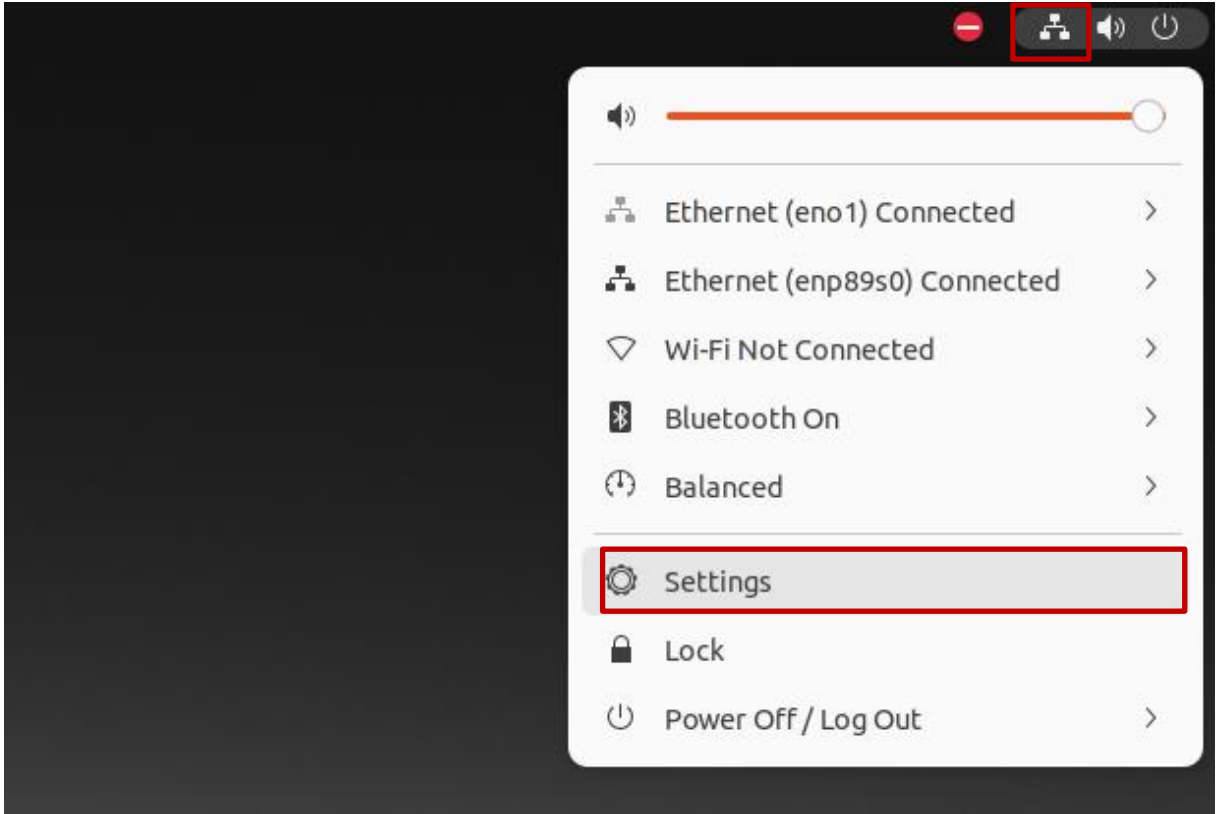 Ethernet (eno1) Connected
Ethernet (enp89s0) Connected
Wi-Fi Not Connected
Bluetooth On
Balanced
Settings
Lock
Power Off / Log Out